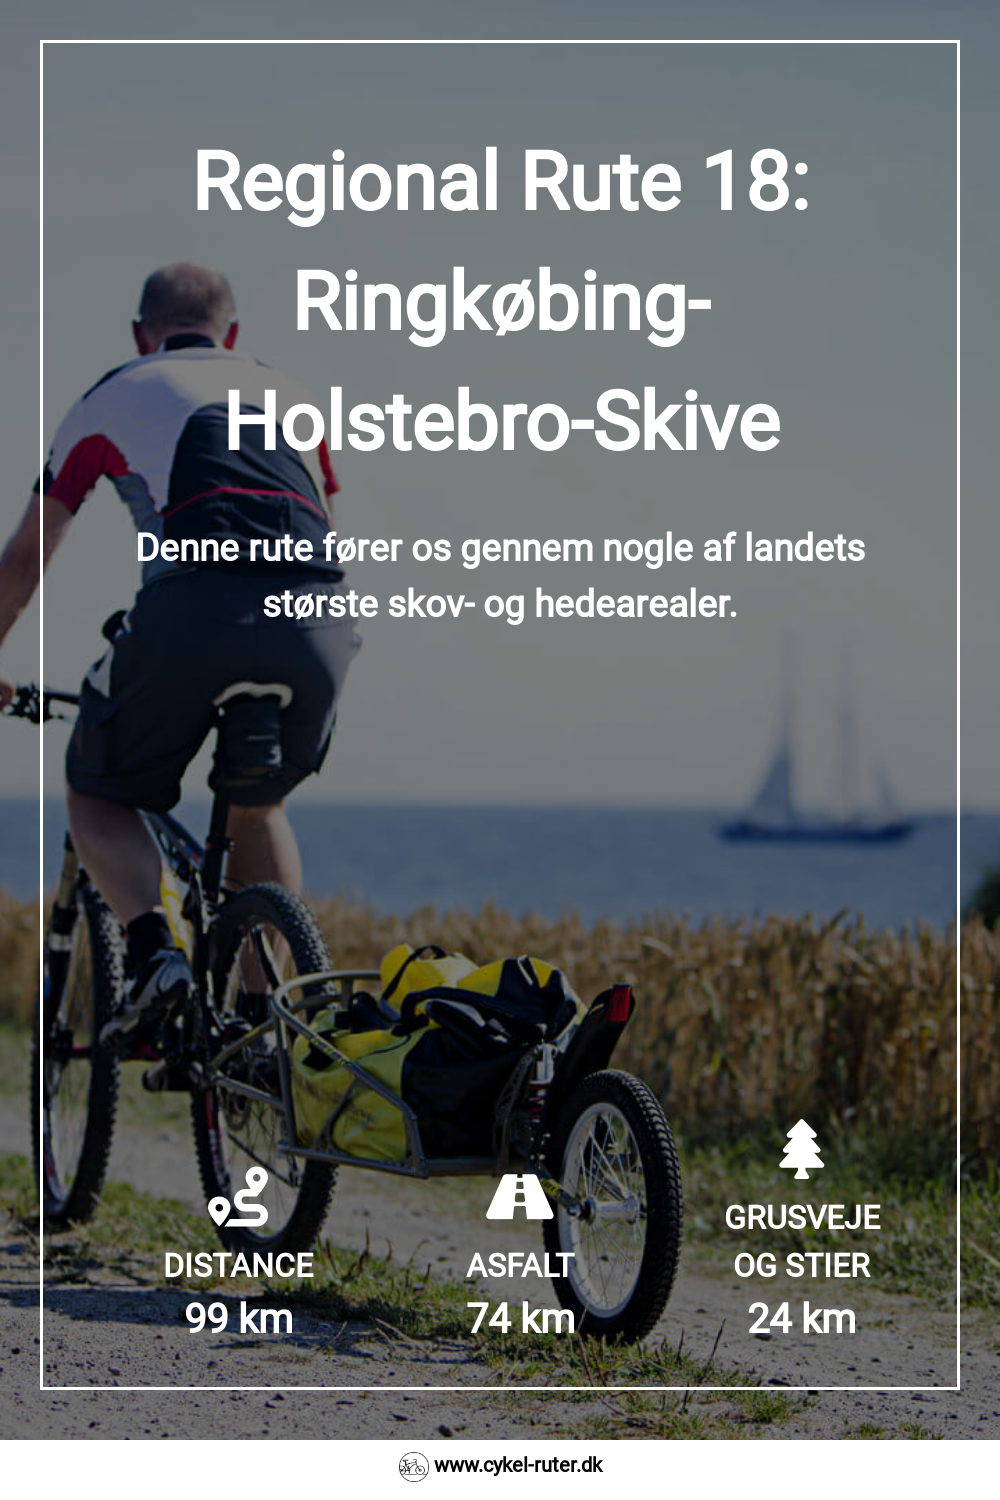 Regional Rute 18:
Ringkøbing-
Holstebro-Skive
Denne rute fører os gennem nogle af landets
største skov- og hedearealer.
DISTANCE
99 km
ASFALT
74 km
GRUSVEJE
OG STIER
24 km
www.cykel-ruter.dk